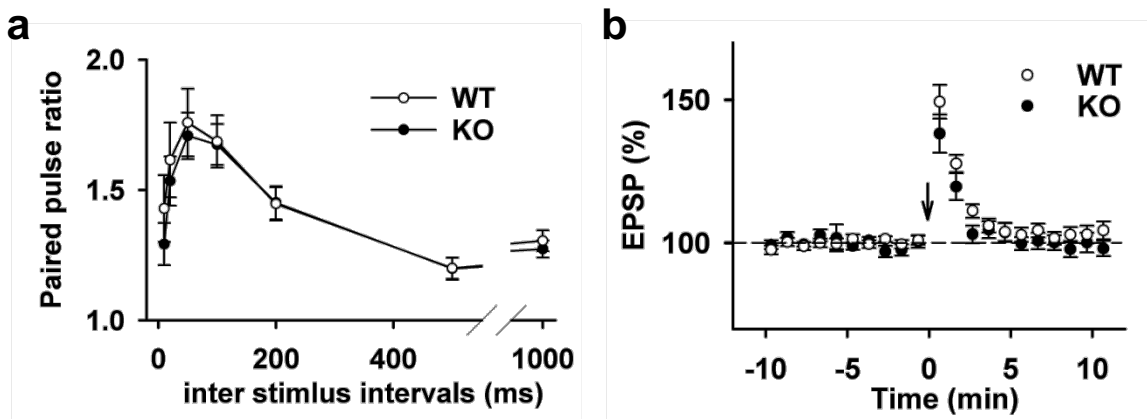 a
2.0
1.5
1.0
Paired pulse ratio
WT
KO
0
200
400
1000
inter stimlus intervals (ms)
b
150
100
EPSP (%)
WT
KO
-10
-5
0
5
10
Time (min)